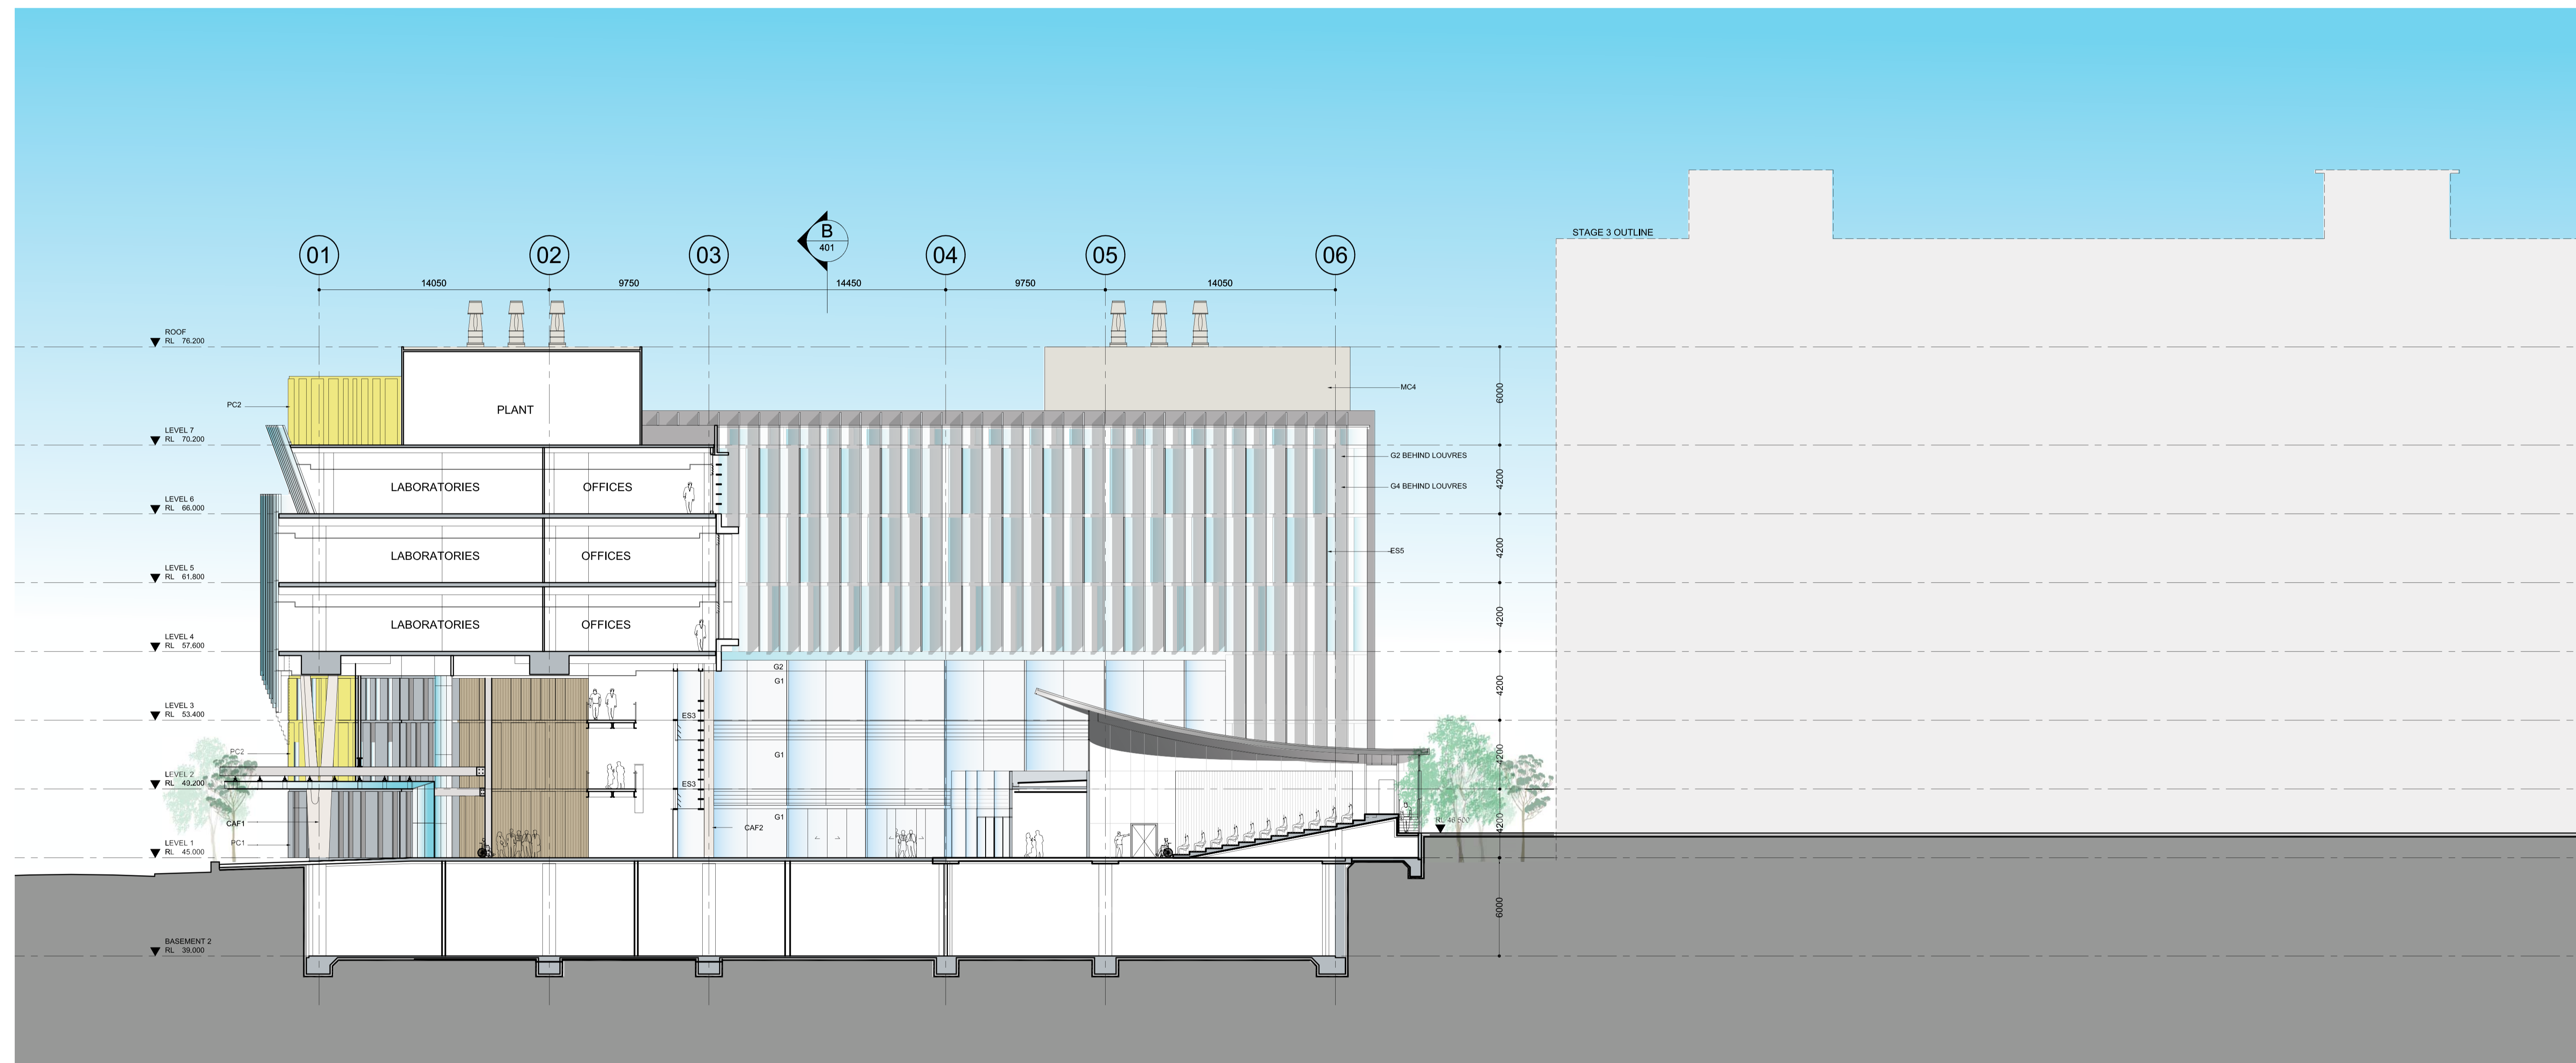 STAGE 3 OUTLINE
B
401
01
02
03
04
05
06
14050
9750
14450
9750
14050
ROOF
RL 76.200
6000
MC4
PC2
PLANT
LEVEL 7
RL 70.200
G2 BEHIND LOUVRES
4200
LABORATORIES
OFFICES
G4 BEHIND LOUVRES
LEVEL 6
RL 66.000
4200
LABORATORIES
OFFICES
ES5
LEVEL 5
RL 61.800
4200
LABORATORIES
OFFICES
LEVEL 4
RL 57.600
G2
G1
4200
LEVEL 3
RL 53.400
ES3
PC2
G1
4200
LEVEL 2
RL 49.200
ES3
G1
CAF1
CAF2
RL 46.500
4200
LEVEL 1
RL 45.000
PC1
6000
BASEMENT 2
RL 39.000